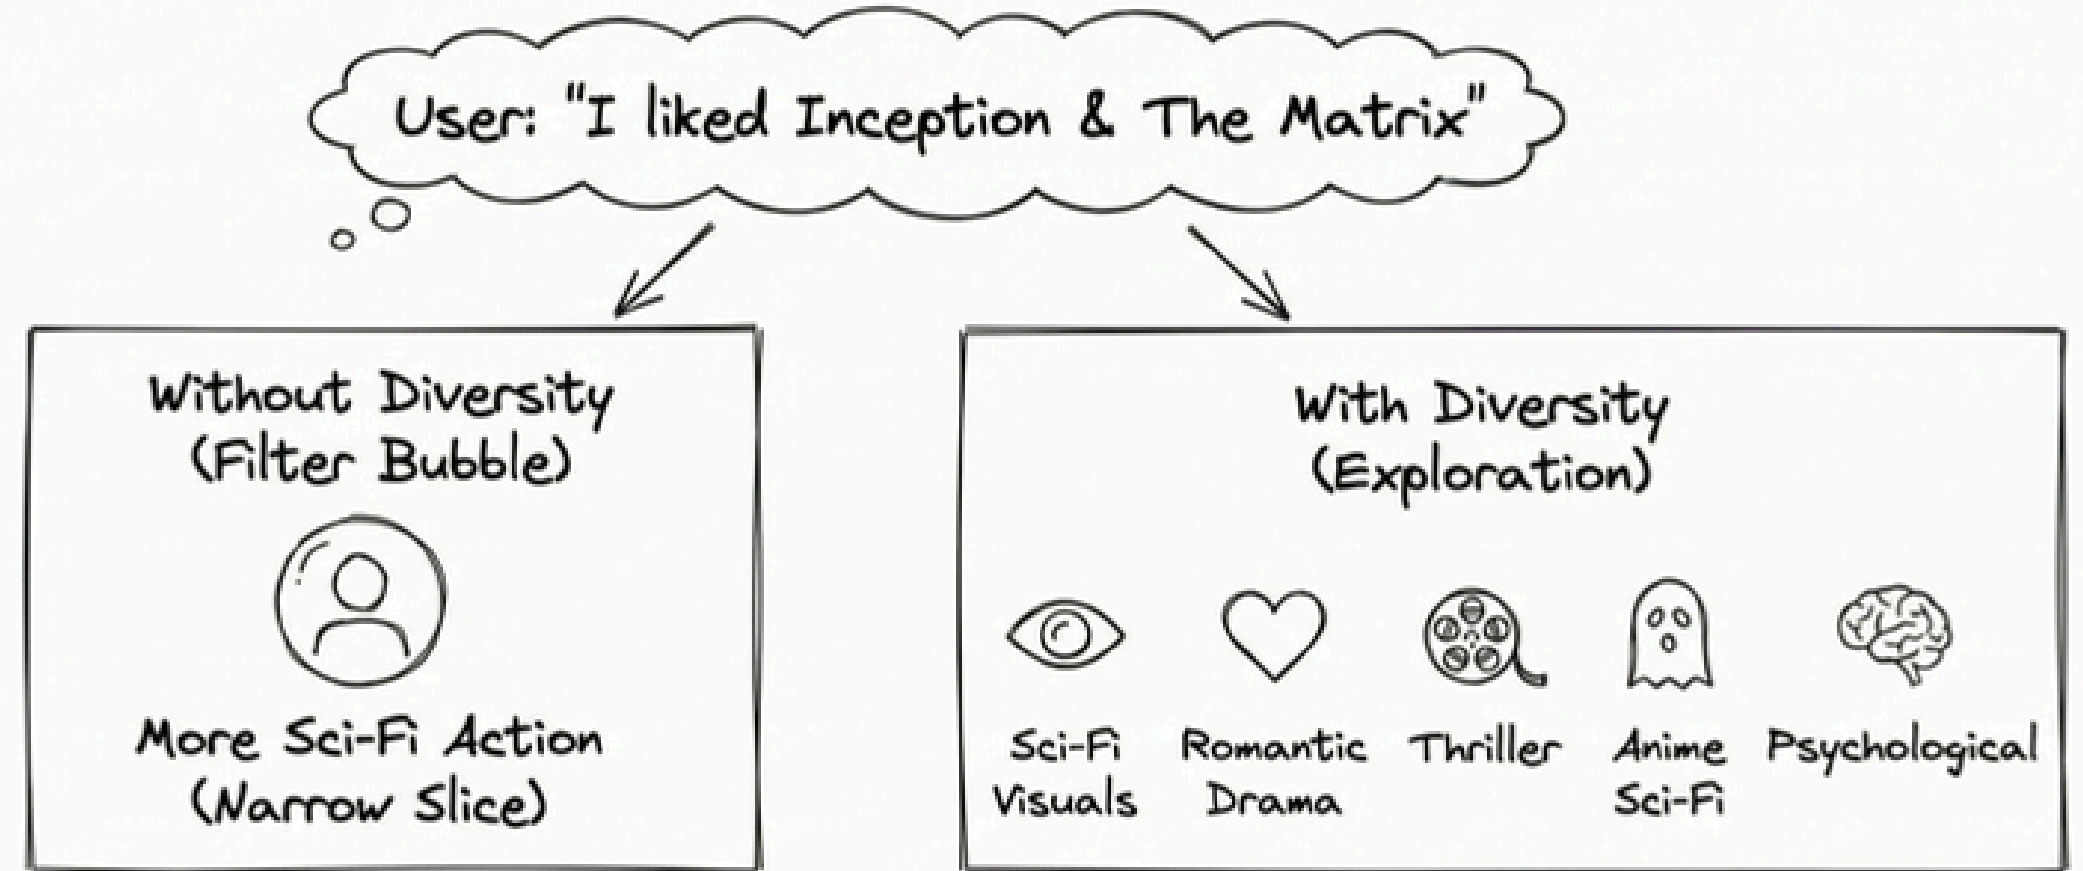 User: "I liked Inception & The Matrix"
Without Diversity
(Filter Bubble)
More Sci-Fi Action
(Narrow Slice)
With Diversity
(Exploration)
Sci-Fi
Visuals
Romantic
Drama
Thriller
Anime
Sci-Fi
Psychological